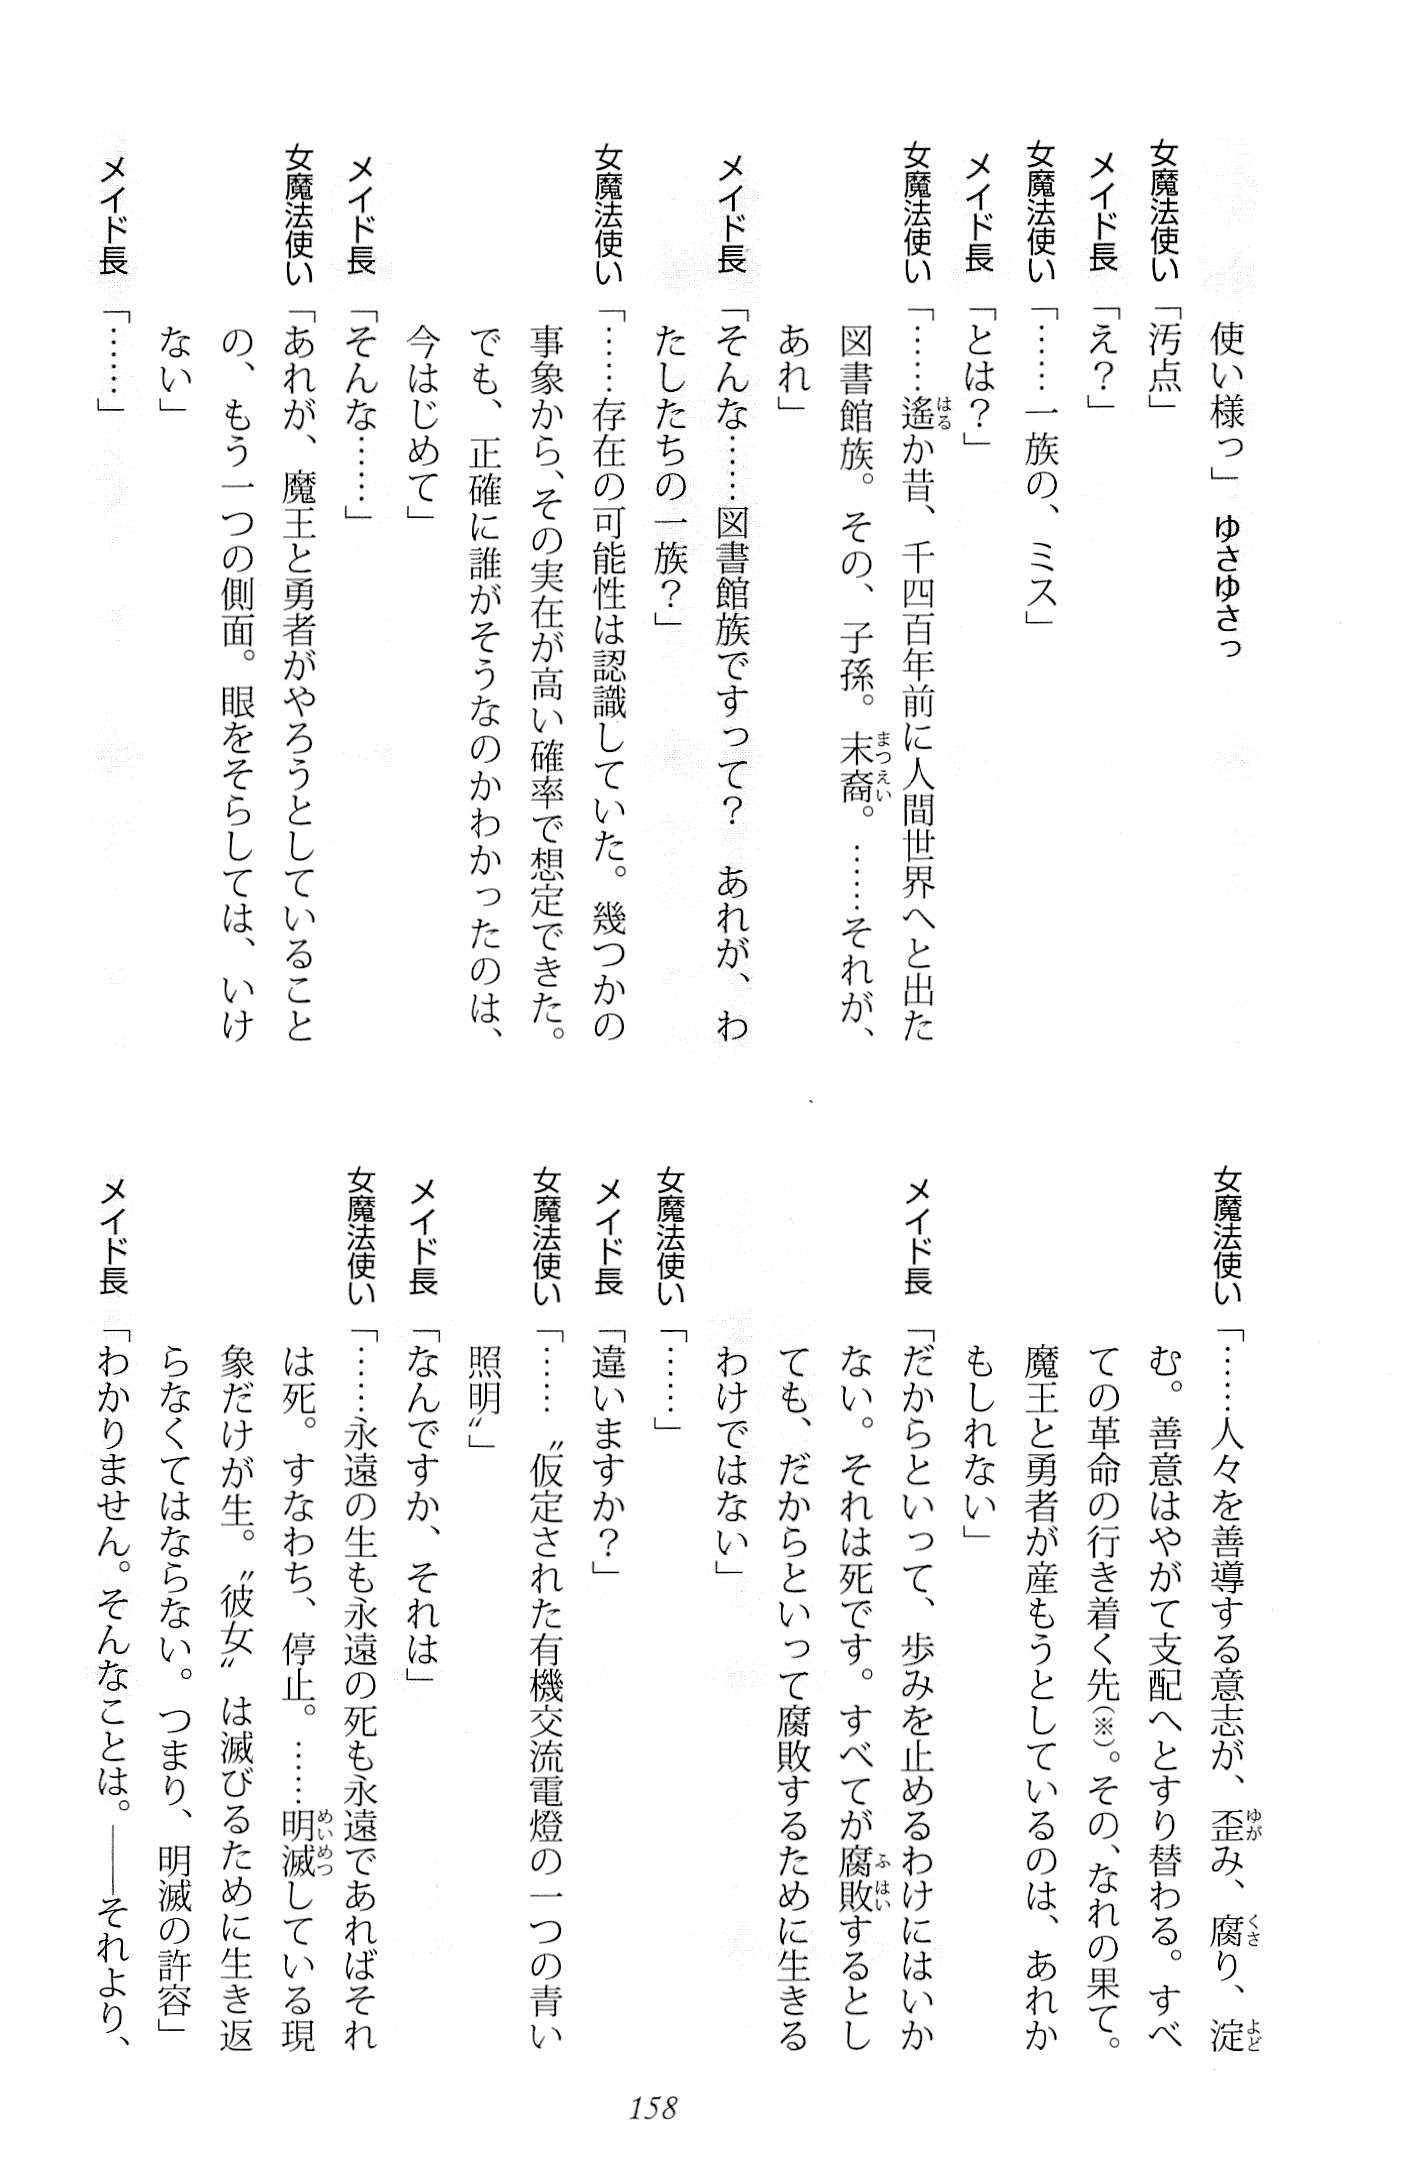 使い様っ」 ゆさゆさっ
女魔法使い「汚点」
メイド長「え?」
女魔法使い「……一族の、ミス」
メイド長「とは?」
女魔法使い「……遙か昔、千四百年前に人間世界へと出た
図書館族。その、子孫。末裔。……それが、
あれ」
メイド長「そんな……図書館族ですって? あれが、わ
たしたちの一族?」
女魔法使い「……存在の可能性は認識していた。幾つかの
事象から、その実在が高い確率で想定できた。
でも、正確に誰がそうなのかわかったのは、
今はじめて」
メイド長「そんな……」
女魔法使い「あれが、魔王と勇者がやろうとしていること
の、もう一つの側面。眼をそらしては、いけ
ない」
メイド長「……」
女魔法使い「……人々を善導する意志が、歪み、腐り、淀
む。善意はやがて支配へとすり替わる。すべ
ての革命の行き着く先(※)。その、なれの果て。
魔王と勇者が産もうとしているのは、あれか
もしれない」
メイド長「だからといって、歩みを止めるわけにはいか
ない。それは死です。すべてが腐敗するとし
ても、だからといって腐敗するために生きる
わけではない」
女魔法使い「……」
メイド長「違いますか?」
女魔法使い「……〝仮定された有機交流電燈の一つの青い
照明〟」
メイド長「なんですか、それは」
女魔法使い「……永遠の生も永遠の死も永遠であればそれ
は死。すなわち、停止。……明滅している現
象だけが生。〝彼女〟は滅びるために生き返
らなくてはならない。つまり、明滅の許容」
メイド長「わかりません。そんなことは。――それより、
158